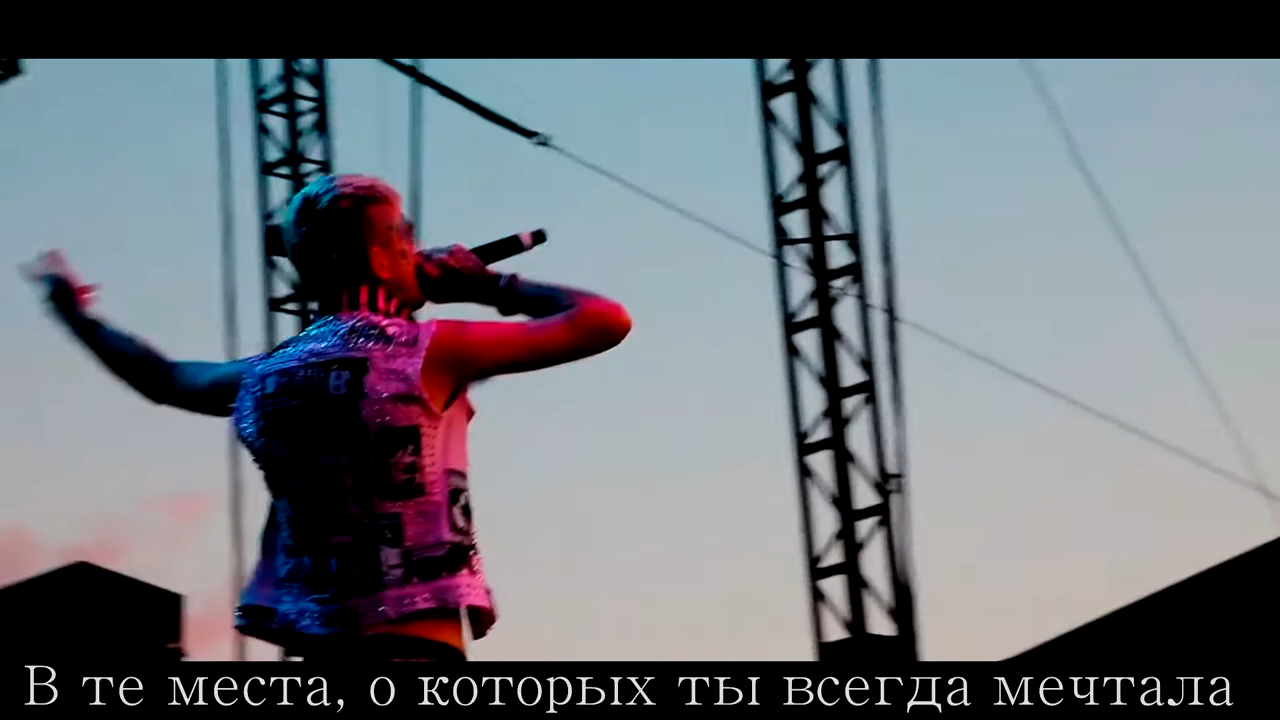 В те места, о которых ты всегда мечтала